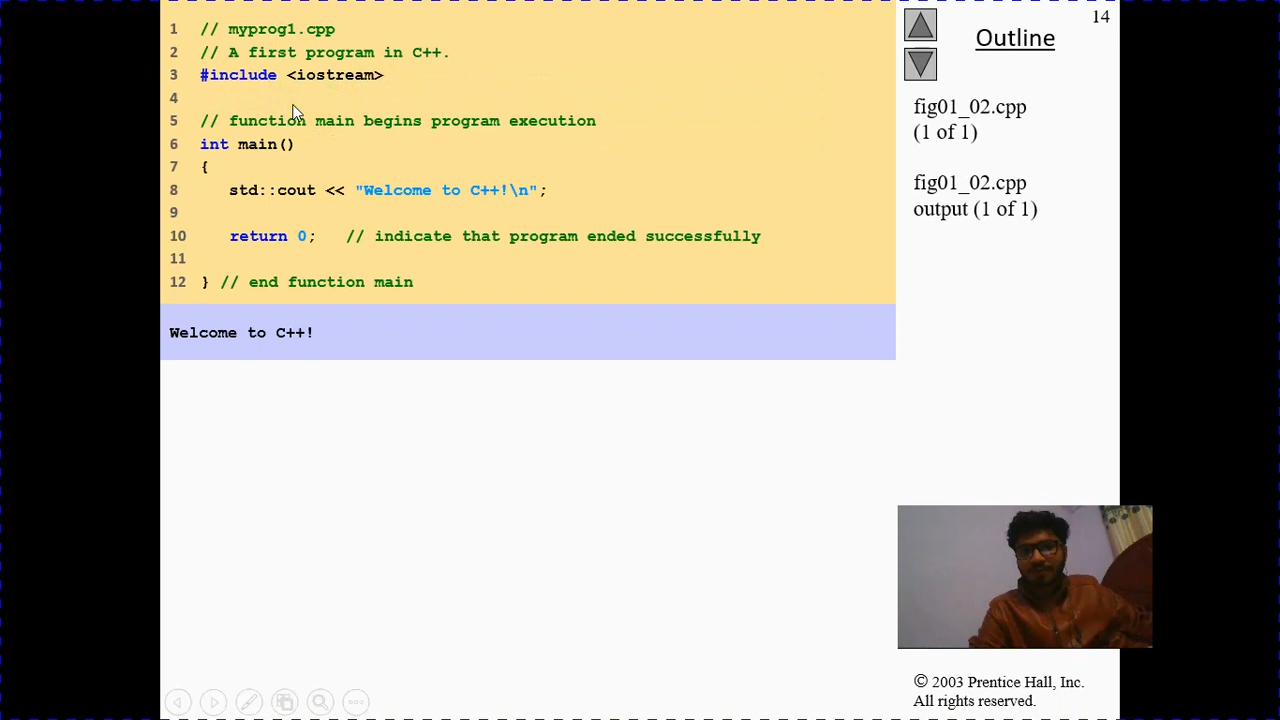 1 // myprog1.cpp
2 // A first program in C++.
3 #include <iostream>
4
5 // function main begins program execution
6 int main()
7 {
8 std::cout << "Welcome to C++!\n";
9
10 return 0; // indicate that program ended successfully
11
12 } // end function main
Welcome to C++!
14
Outline
fig01_02.cpp
(1 of 1)
fig01_02.cpp
output (1 of 1)
© 2003 Prentice Hall, Inc.
All rights reserved.